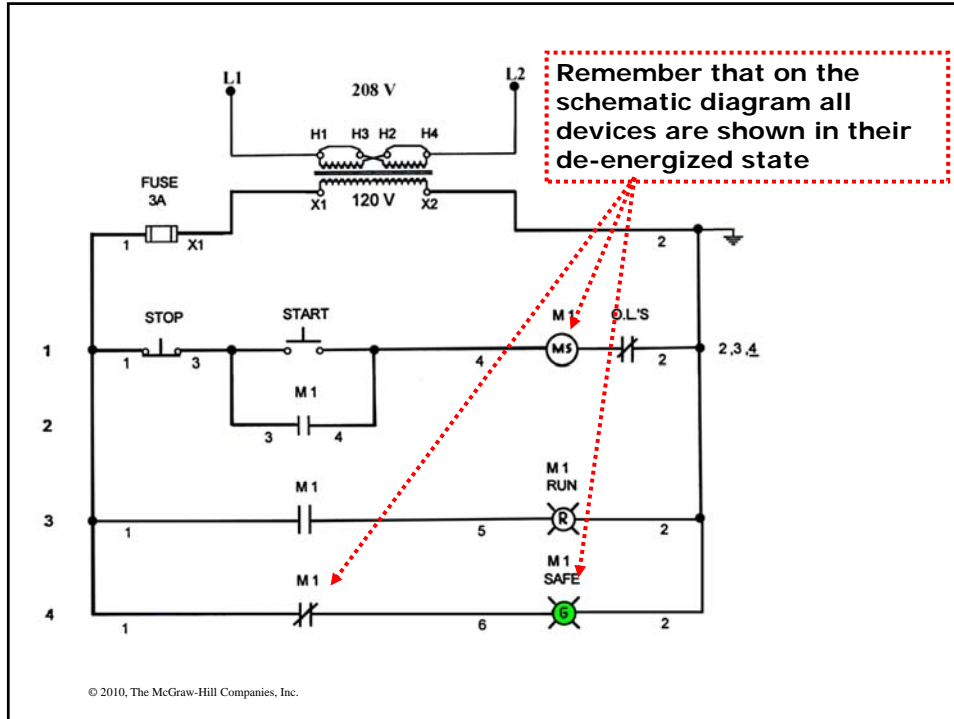 Remember that on the
schematic diagram all
devices are shown in their
de-energized state
L1
208 V
L2
H1 H3 H2 H4
FUSE
3A
X1 120 V X2
1 X1
2
STOP START M 1 O.L.'S
1
1 3 4 MS 2 2 ,3 ,4
M 1
2
3 4
M 1
M 1
RUN
3
R
1 5 2
M 1
M 1
SAFE
4
G
1 6 2
© 2010, The McGraw-Hill Companies, Inc.